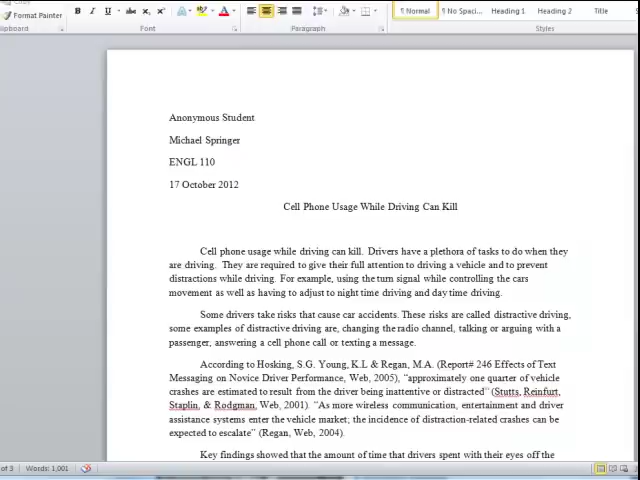 Format Painter
B I U abc x₂ x² A ab A
¶ Normal ¶ No Spaci... Heading 1 Heading 2 Title
Font Paragraph Styles
Anonymous Student
Michael Springer
ENGL 110
17 October 2012
Cell Phone Usage While Driving Can Kill
Cell phone usage while driving can kill. Drivers have a plethora of tasks to do when they
are driving. They are required to give their full attention to driving a vehicle and to prevent
distractions while driving. For example, using the turn signal while controlling the cars
movement as well as having to adjust to night time driving and day time driving.
Some drivers take risks that cause car accidents. These risks are called distractive driving,
some examples of distractive driving are, changing the radio channel, talking or arguing with a
passenger, answering a cell phone call or texting a message.
According to Hosking, S.G. Young, K.L & Regan, M.A. (Report# 246 Effects of Text
Messaging on Novice Driver Performance, Web, 2005), “approximately one quarter of vehicle
crashes are estimated to result from the driver being inattentive or distracted” (Stutts, Reinfurt,
Staplin, & Rodgman, Web, 2001). “As more wireless communication, entertainment and driver
assistance systems enter the vehicle market; the incidence of distraction-related crashes can be
expected to escalate” (Regan, Web, 2004).
Key findings showed that the amount of time that drivers spent with their eyes off the
of 3 Words: 1,001